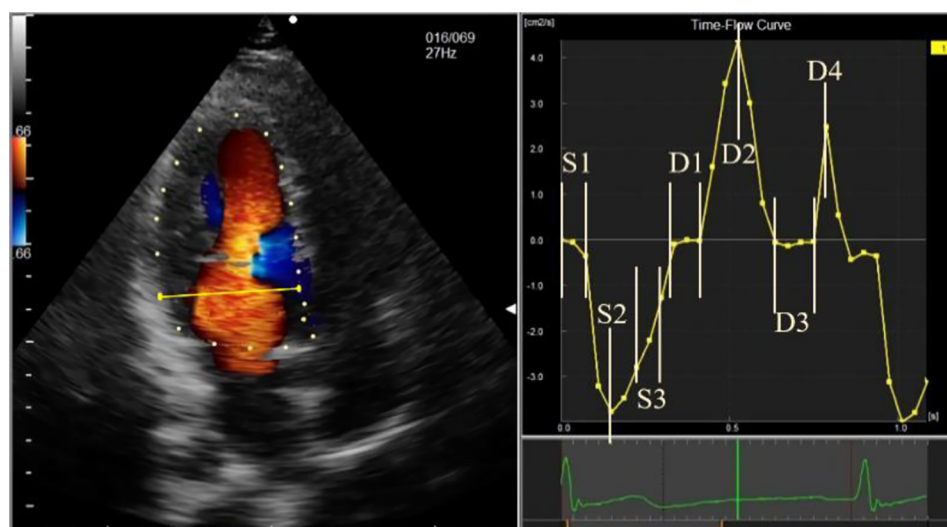 016/069
27Hz
.66
.66
[cm2/s]
Time-Flow Curve
1
4.0
3.0
2.0
1.0
0.0
-1.0
-2.0
-3.0
0.0
0.5
1.0
[s]
S1
S2
S3
D1
D2
D3
D4